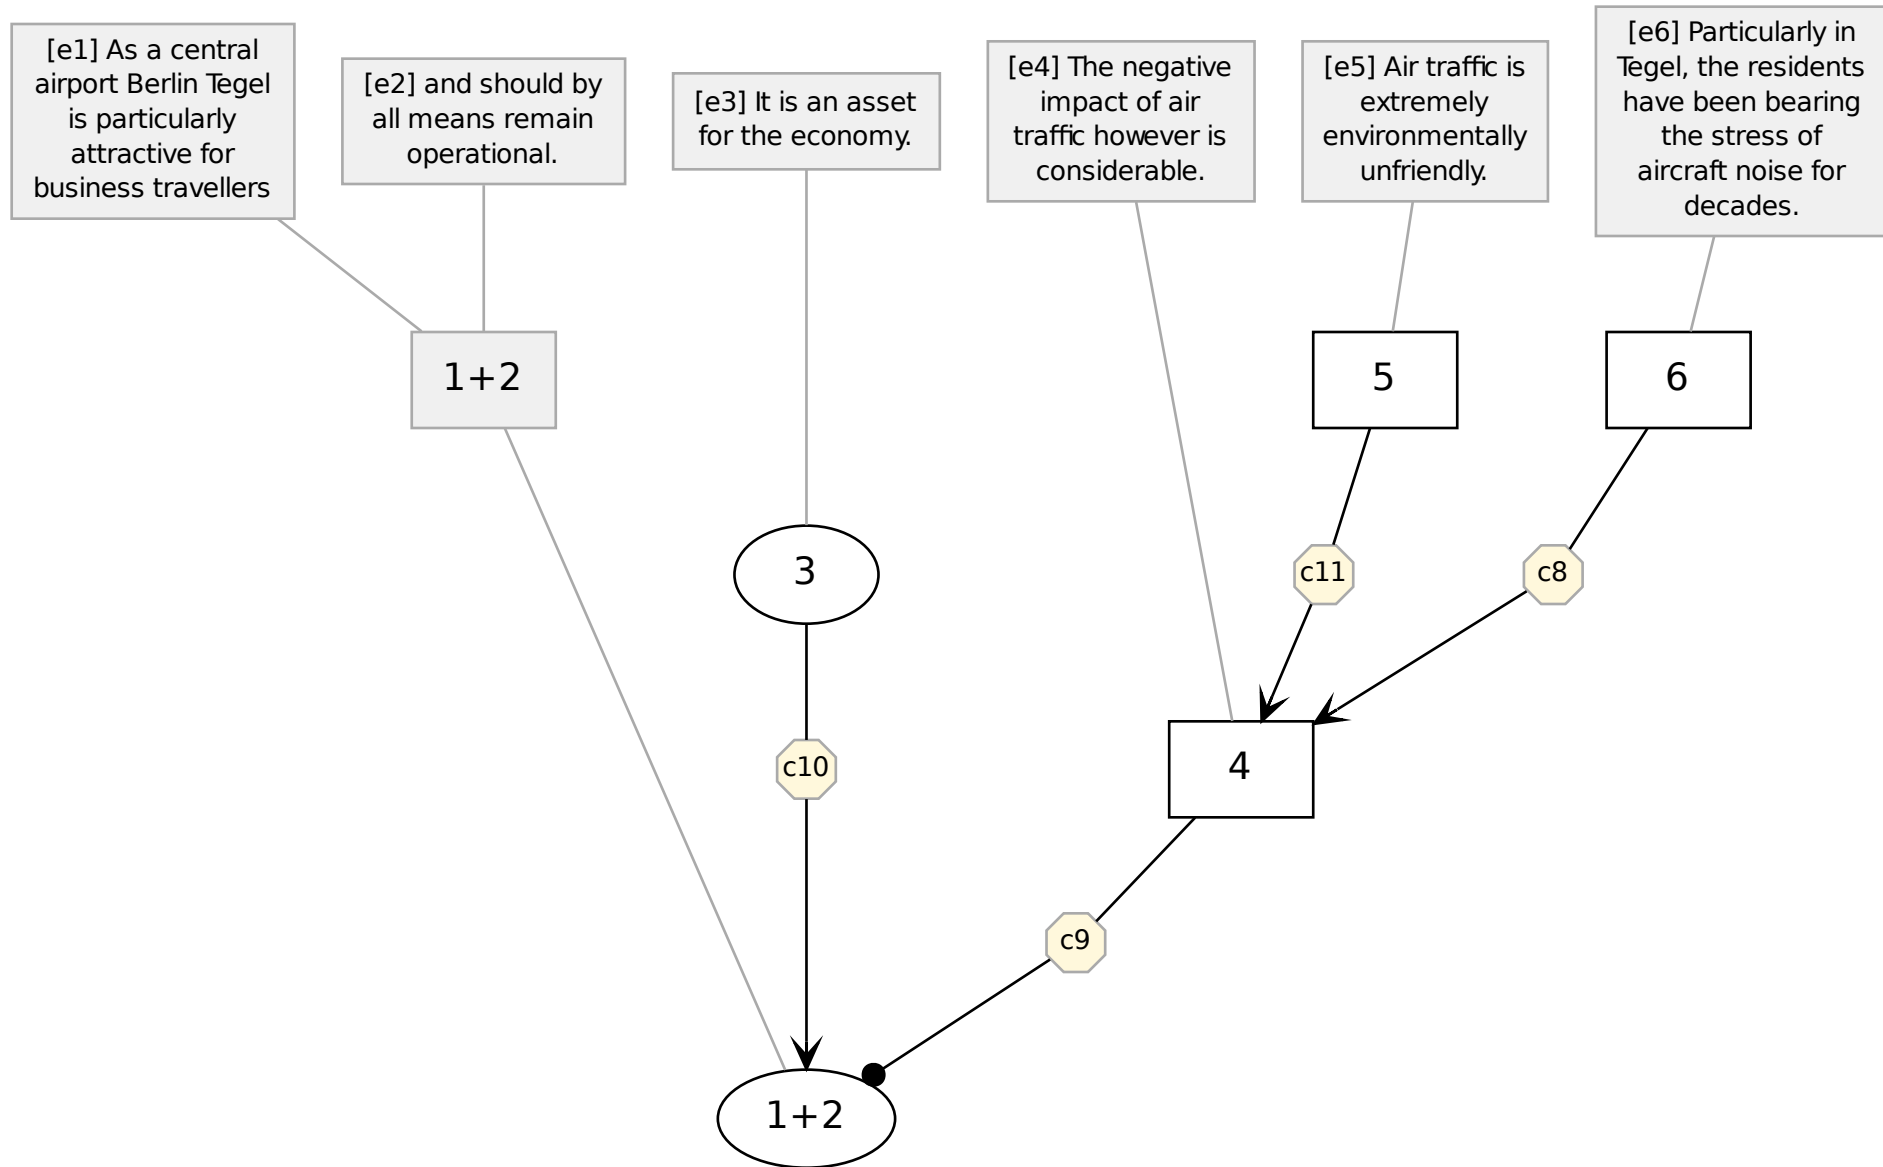 [e1] As a central
airport Berlin Tegel
is particularly
attractive for
business travellers
[e2] and should by
all means remain
operational.
[e3] It is an asset
for the economy.
[e4] The negative
impact of air
traffic however is
considerable.
[e5] Air traffic is
extremely
environmentally
unfriendly.
[e6] Particularly in
Tegel, the residents
have been bearing
the stress of
aircraft noise for
decades.
1+2
5
6
3
c11
c8
c10
4
c9
1+2